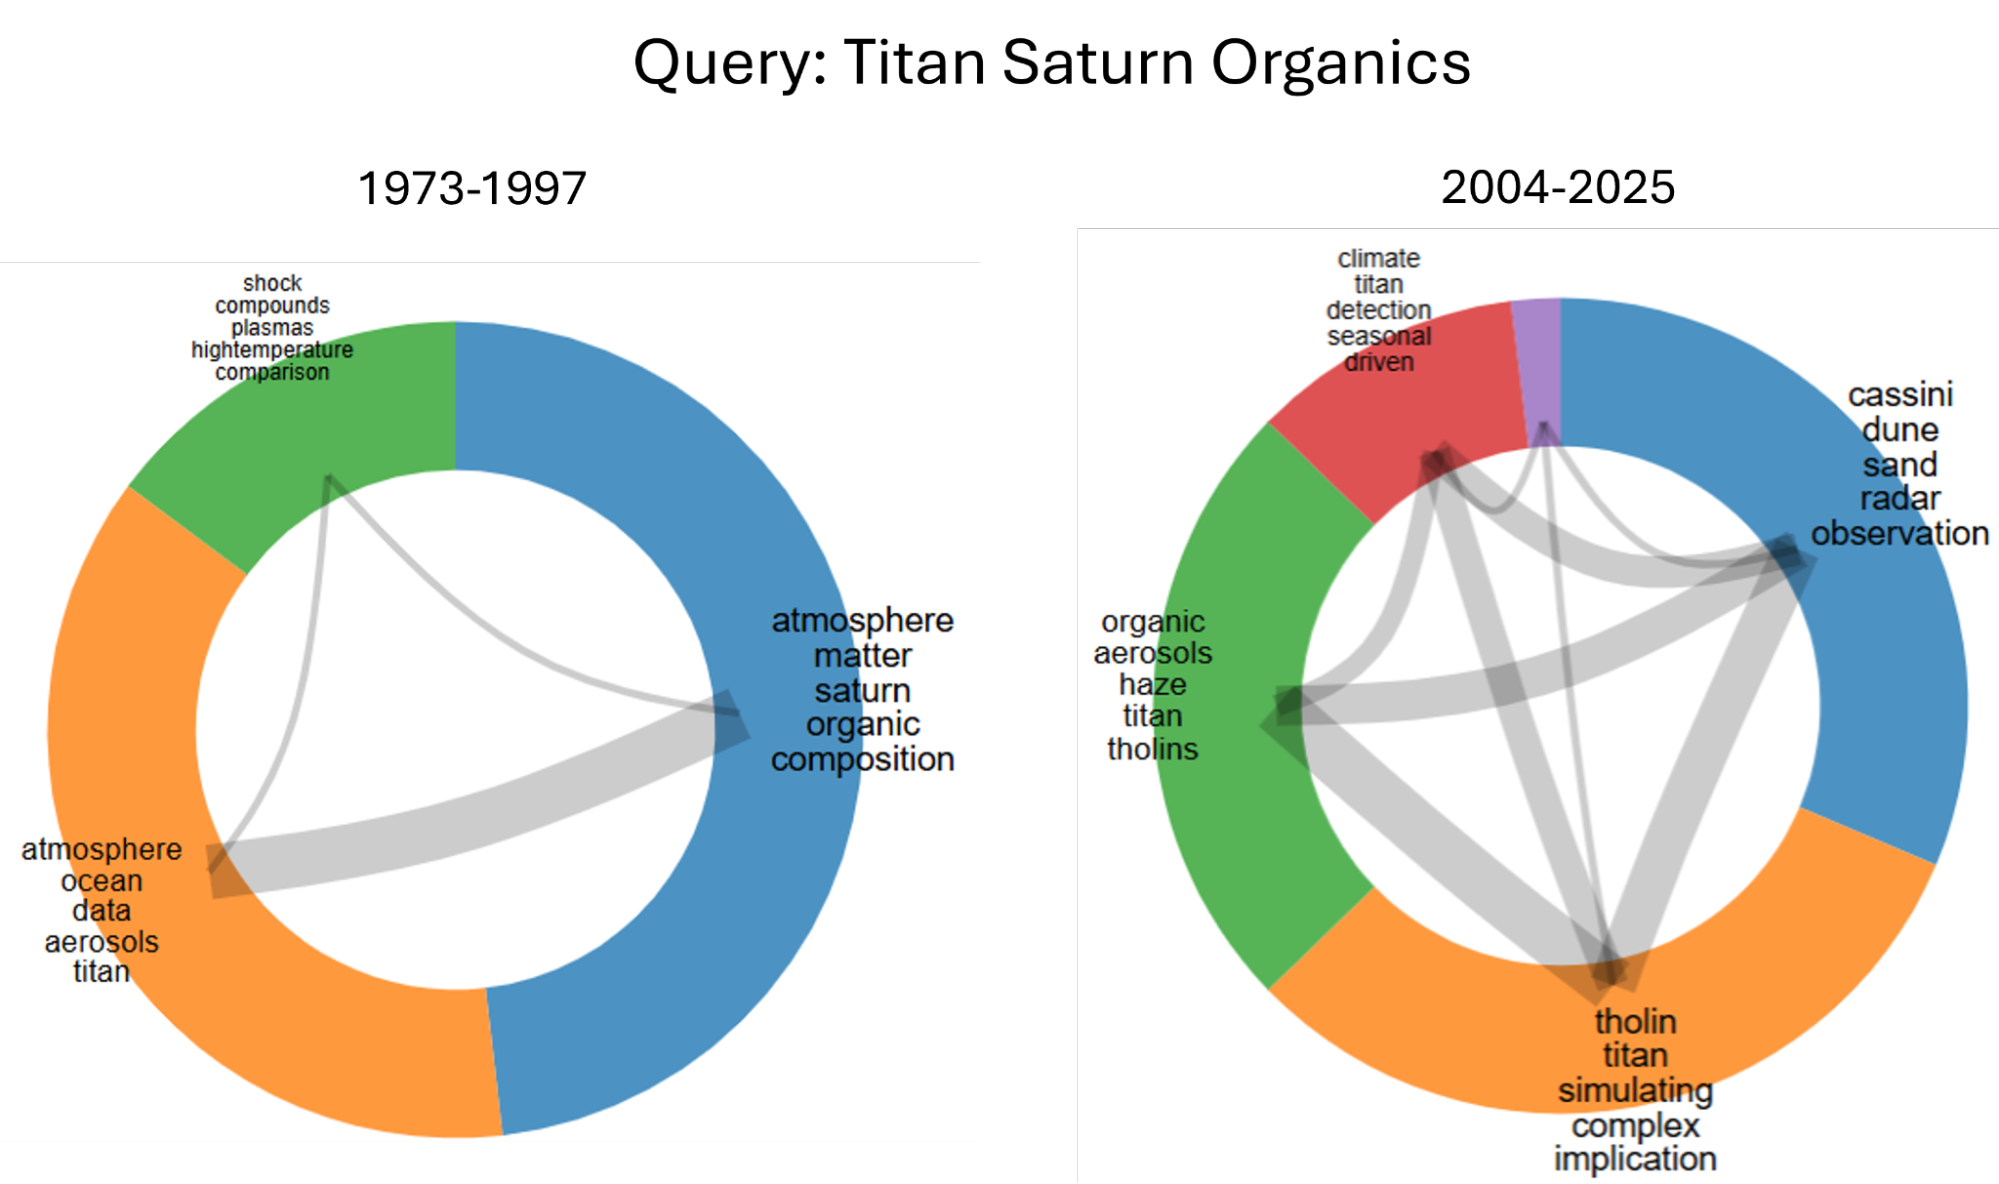 Query: Titan Saturn Organics
1973-1997
shock
compounds
plasmas
hightemperature
comparison
atmosphere
matter
saturn
organic
composition
atmosphere
ocean
data
aerosols
titan
2004-2025
climate
titan
detection
seasonal
driven
cassini
dune
sand
radar
observation
organic
aerosols
haze
titan
tholins
tholin
titan
simulating
complex
implication